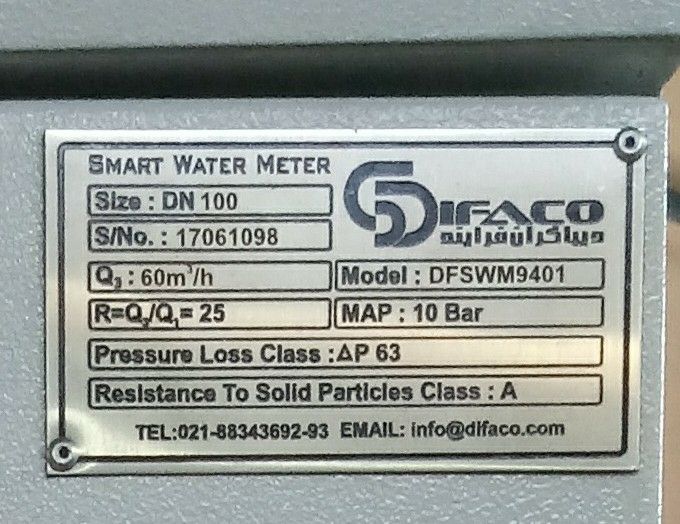 SMART WATER METER
DIFACO
دیباگران فرایند
Size : DN 100
S/No. : 17061098
Q₃ : 60m³/h
Model : DFSWM9401
R=Q₃/Q₁= 25
MAP : 10 Bar
Pressure Loss Class :ΔP 63
Resistance To Solid Particles Class : A
TEL:021-88343692-93 EMAIL: info@difaco.com